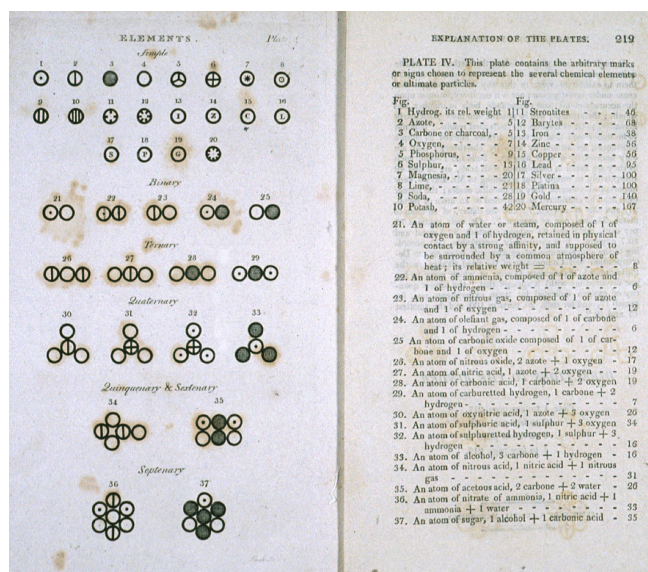 ELEMENTS.
Simple
1 2 3 4 5 6 7 8
9 10 11 12 13 14 15 16
I Z C L
17 18 19 20
S P G
Binary
21 22 23 24 25
Ternary
26 27 28 29
Quaternary
30 31 32 33
Quinquenary & Sextenary
34 35
Septenary
36 37
EXPLANATION OF THE PLATES. 219
PLATE IV. This plate contains the arbitrary marks
or signs chosen to represent the several chemical elements
or ultimate particles.
Fig. Fig.
1 Hydrog. its rel. weight 1 11 Strontites - - 46
2 Azote, - - - - 5 12 Barytes - - 68
3 Carbone or charcoal, - 5 13 Iron - - 38
4 Oxygen, - - - 7 14 Zinc - - 56
5 Phosphorus, - - - 9 15 Copper - - 56
6 Sulphur, - - - 13 16 Lead - - 95
7 Magnesia, - - - 20 17 Silver - - 100
8 Lime, - - - 23 18 Platina - - 100
9 Soda, - - - 28 19 Gold - - 140
10 Potash, - - - 42 20 Mercury - - 167
21. An atom of water or steam, composed of 1 of
oxygen and 1 of hydrogen, retained in physical
contact by a strong affinity, and supposed to
be surrounded by a common atmosphere of
heat; its relative weight = - - - 8
22. An atom of ammonia, composed of 1 of azote and
1 of hydrogen - - - - 6
23. An atom of nitrous gas, composed of 1 of azote
and 1 of oxygen - - - - 12
24. An atom of olefiant gas, composed of 1 of carbone
and 1 of hydrogen - - - - 6
25 An atom of carbonic oxide composed of 1 of car-
bone and 1 of oxygen - - - - 12
26. An atom of nitrous oxide, 2 azote + 1 oxygen - 17
27. An atom of nitric acid, 1 azote + 2 oxygen - 19
28. An atom of carbonic acid, 1 carbone + 2 oxygen 19
29. An atom of carburetted hydrogen, 1 carbone + 2
hydrogen - - - - 7
30. An atom of oxynitric acid, 1 azote + 3 oxygen 26
31. An atom of sulphuric acid, 1 sulphur + 3 oxygen 34
32. An atom of sulphuretted hydrogen, 1 sulphur + 3
hydrogen - - - - 16
33. An atom of alcohol, 3 carbone + 1 hydrogen - 16
34. An atom of nitrous acid, 1 nitric acid + 1 nitrous
gas - - - - 31
35. An atom of acetous acid, 2 carbone + 2 water - 26
36. An atom of nitrate of ammonia, 1 nitric acid + 1
ammonia + 1 water - - - - 33
37. An atom of sugar, 1 alcohol + 1 carbonic acid - 35